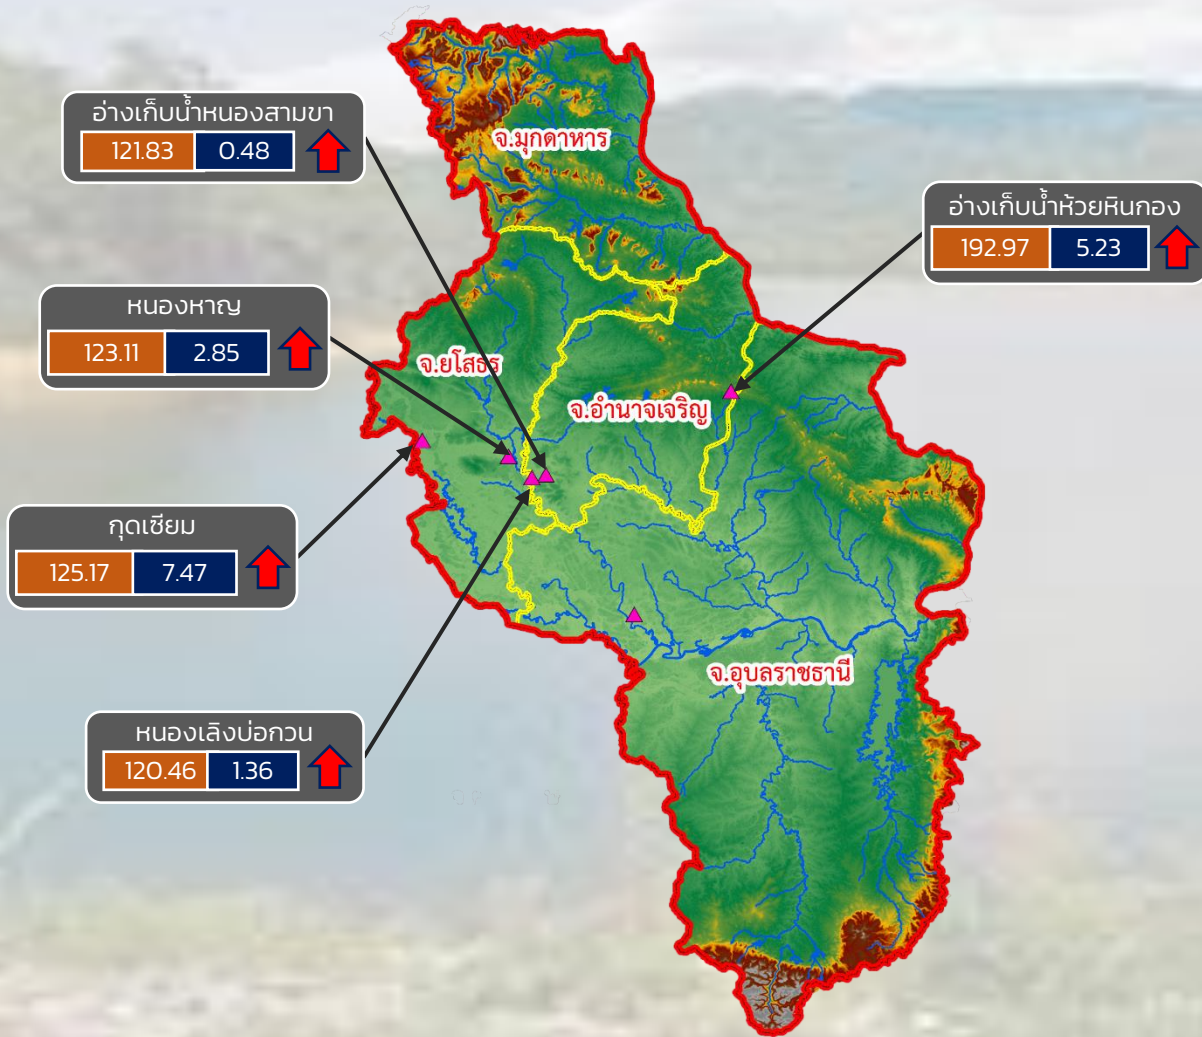 อ่างเก็บน้ำหนองสามขา
121.83 0.48
จ.มุกดาหาร
อ่างเก็บน้ำห้วยหินกอง
192.97 5.23
หนองหาญ
123.11 2.85
จ.ยโสธร
จ.อำนาจเจริญ
กุดเซียม
125.17 7.47
จ.อุบลราชธานี
หนองเลิงบ่อกวน
120.46 1.36